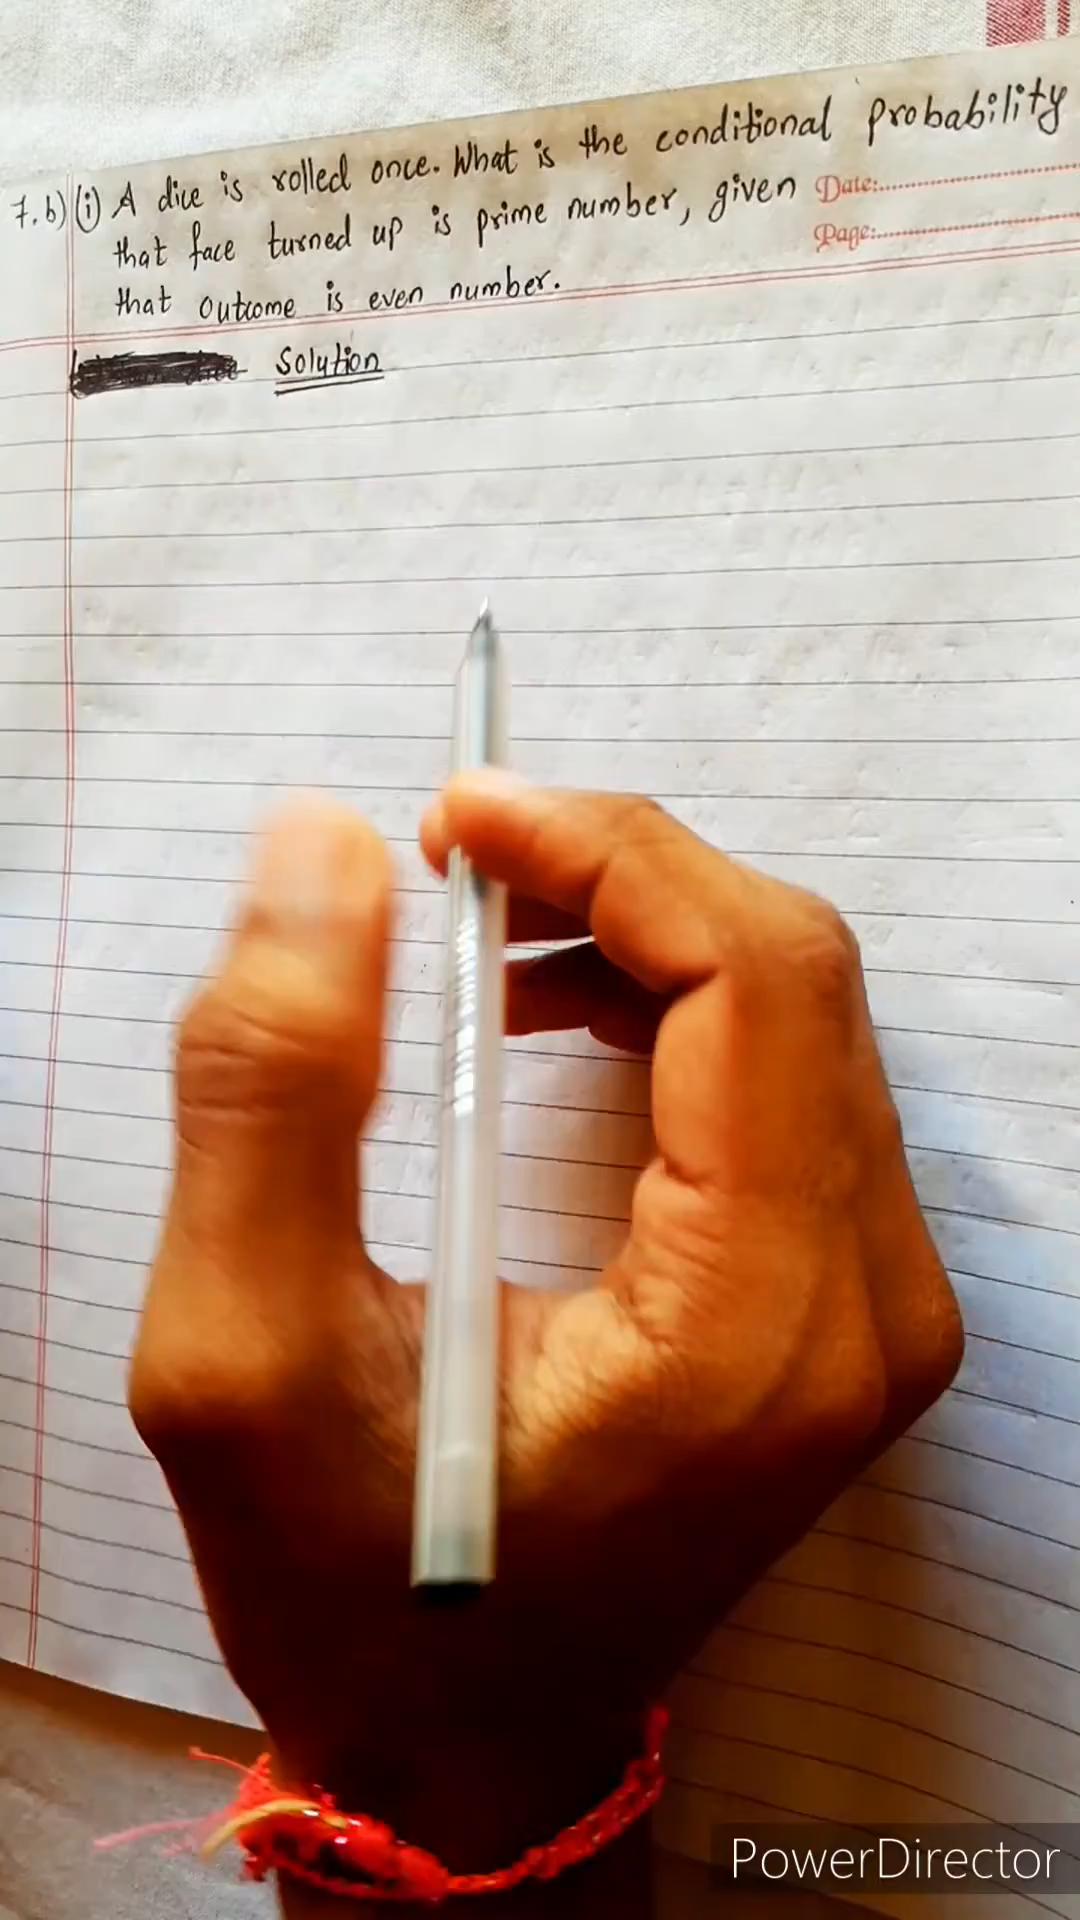 7. b) (i) A dice is rolled once. What is the conditional probability
that face turned up is prime number, given
that outcome is even number.
Date:
Page:
Solution
PowerDirector